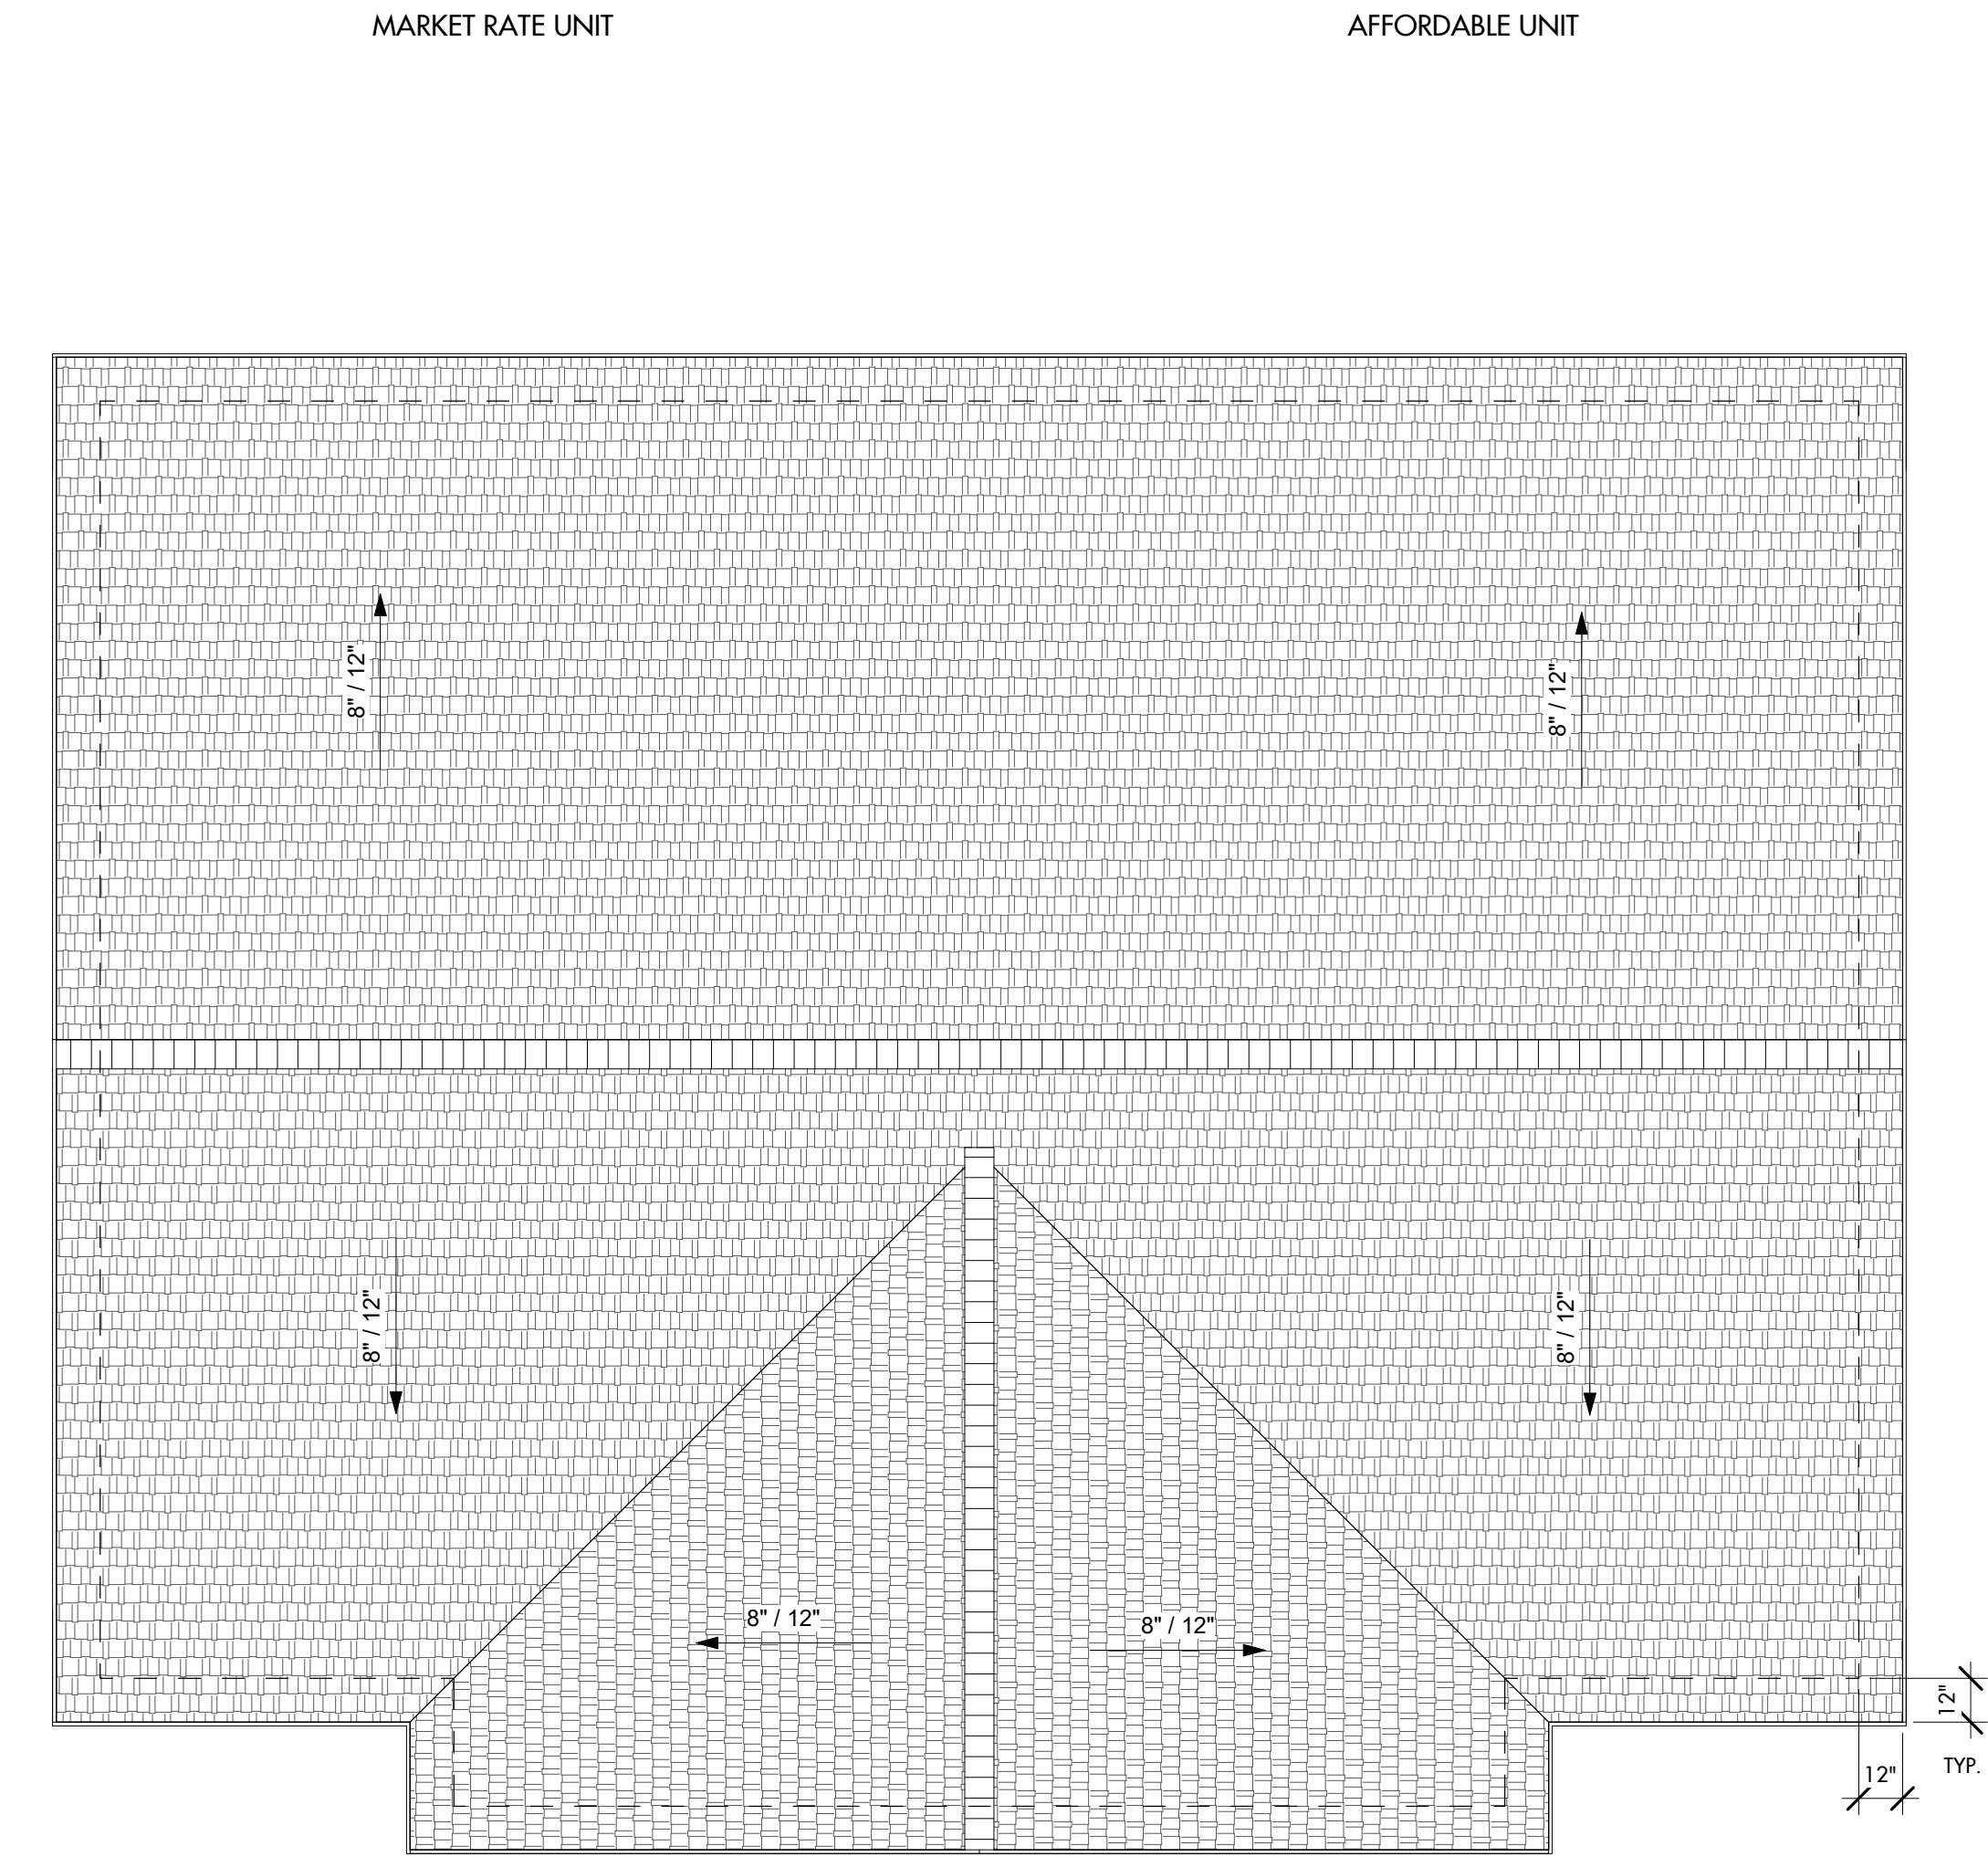 MARKET RATE UNIT
AFFORDABLE UNIT
8" / 12"
8" / 12"
8" / 12"
8" / 12"
8" / 12"
8" / 12"
12"
TYP.
12"